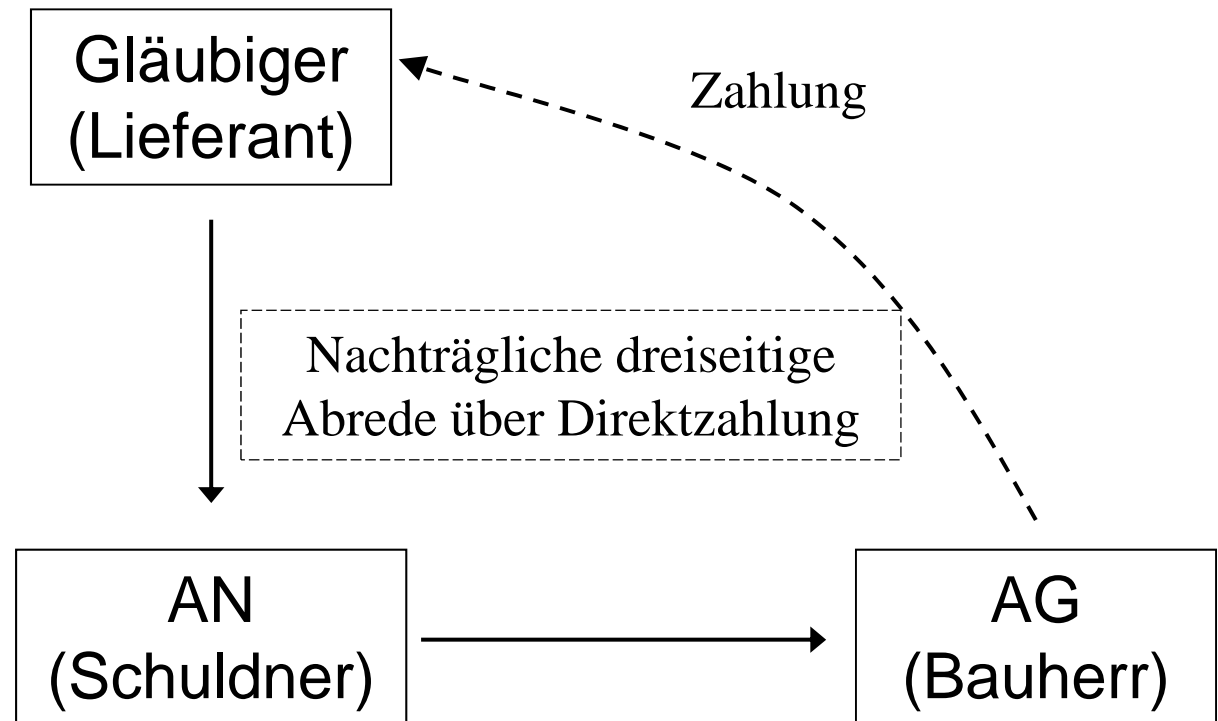 Gläubiger
(Lieferant)
Zahlung
Nachträgliche dreiseitige
Abrede über Direktzahlung
AN
(Schuldner)
AG
(Bauherr)